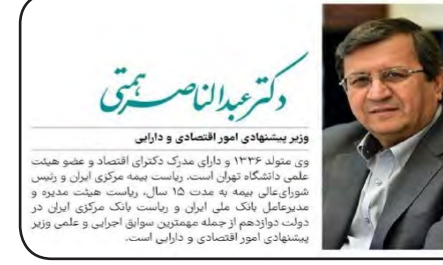 دکتر عبدالناصر همتی
وزیر پیشنهادی امور اقتصادی و دارایی
وی متولد ۱۳۳۶ و دارای مدرک دکترای اقتصاد و عضو هیئت
علمی دانشگاه تهران است. ریاست بیمه مرکزی ایران و رئیس
شورای‌عالی بیمه به مدت ۱۵ سال، ریاست هیئت مدیره و
مدیرعامل بانک ملی ایران و ریاست بانک مرکزی ایران در
دولت دوازدهم از جمله مهمترین سوابق اجرایی و علمی وزیر
پیشنهادی امور اقتصادی و دارایی است.